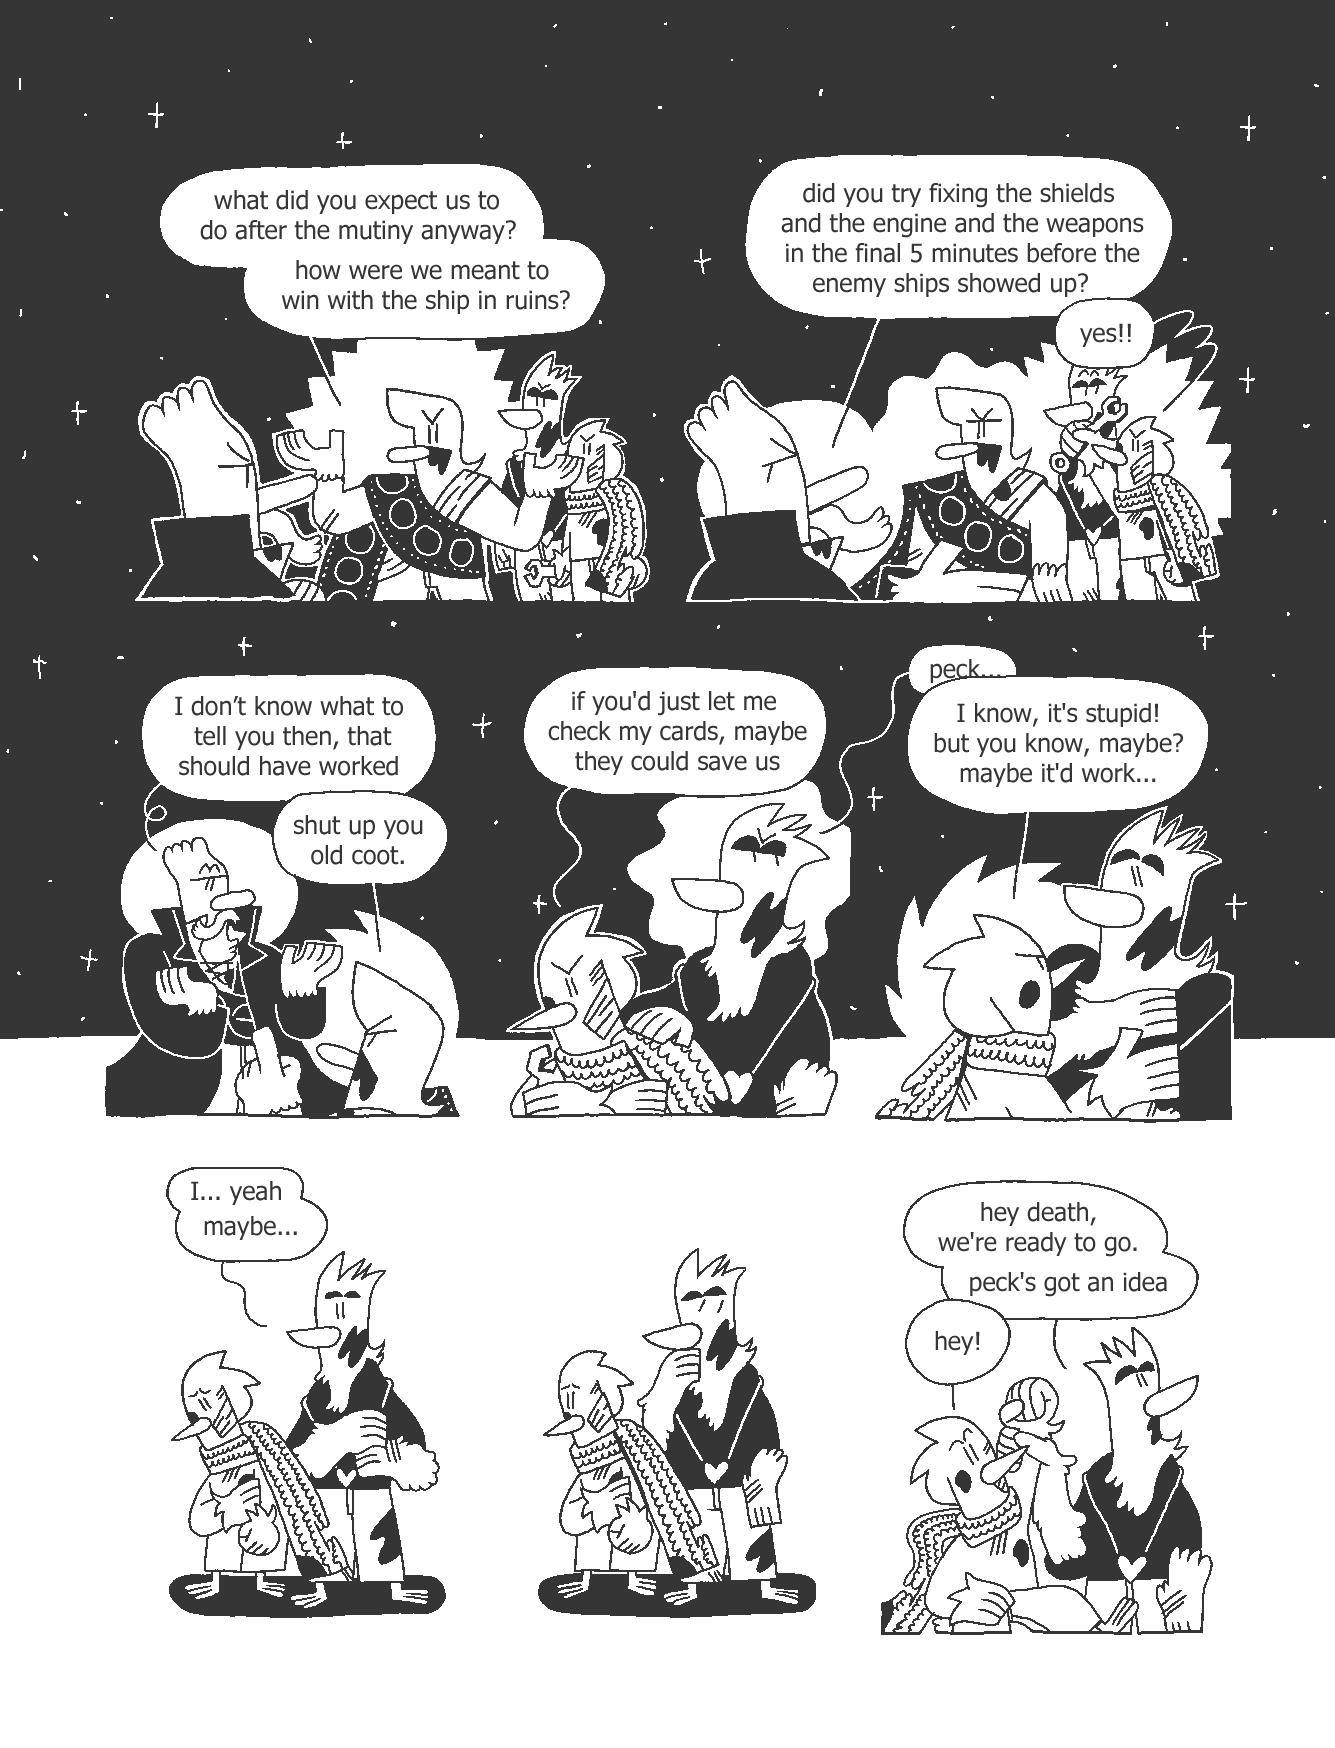 what did you expect us to
do after the mutiny anyway?
how were we meant to
win with the ship in ruins?
did you try fixing the shields
and the engine and the weapons
in the final 5 minutes before the
enemy ships showed up?
yes!!
I don't know what to
tell you then, that
should have worked
shut up you
old coot.
if you'd just let me
check my cards, maybe
they could save us
peck...
I know, it's stupid!
but you know, maybe?
maybe it'd work...
I... yeah
maybe...
hey death,
we're ready to go.
peck's got an idea
hey!